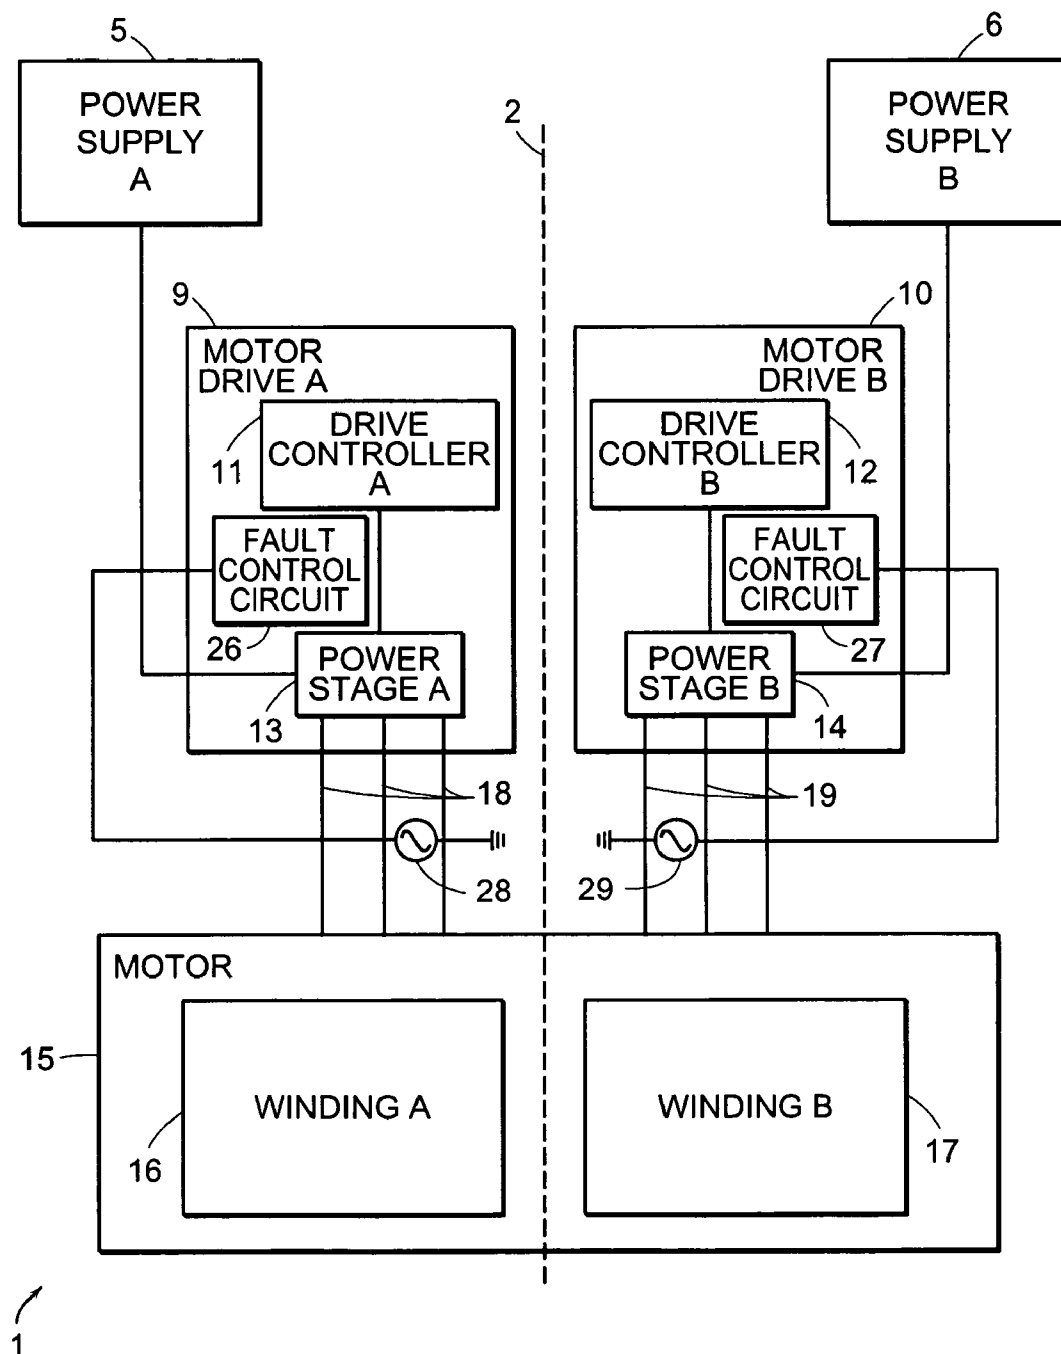 5
6
POWER
SUPPLY
A
POWER
SUPPLY
B
2
9
10
MOTOR
DRIVE A
MOTOR
DRIVE B
DRIVE
CONTROLLER
A
DRIVE
CONTROLLER
B
11
12
FAULT
CONTROL
CIRCUIT
FAULT
CONTROL
CIRCUIT
26
27
POWER
STAGE A
POWER
STAGE B
13
14
18
19
28
29
MOTOR
15
WINDING A
WINDING B
16
17
1